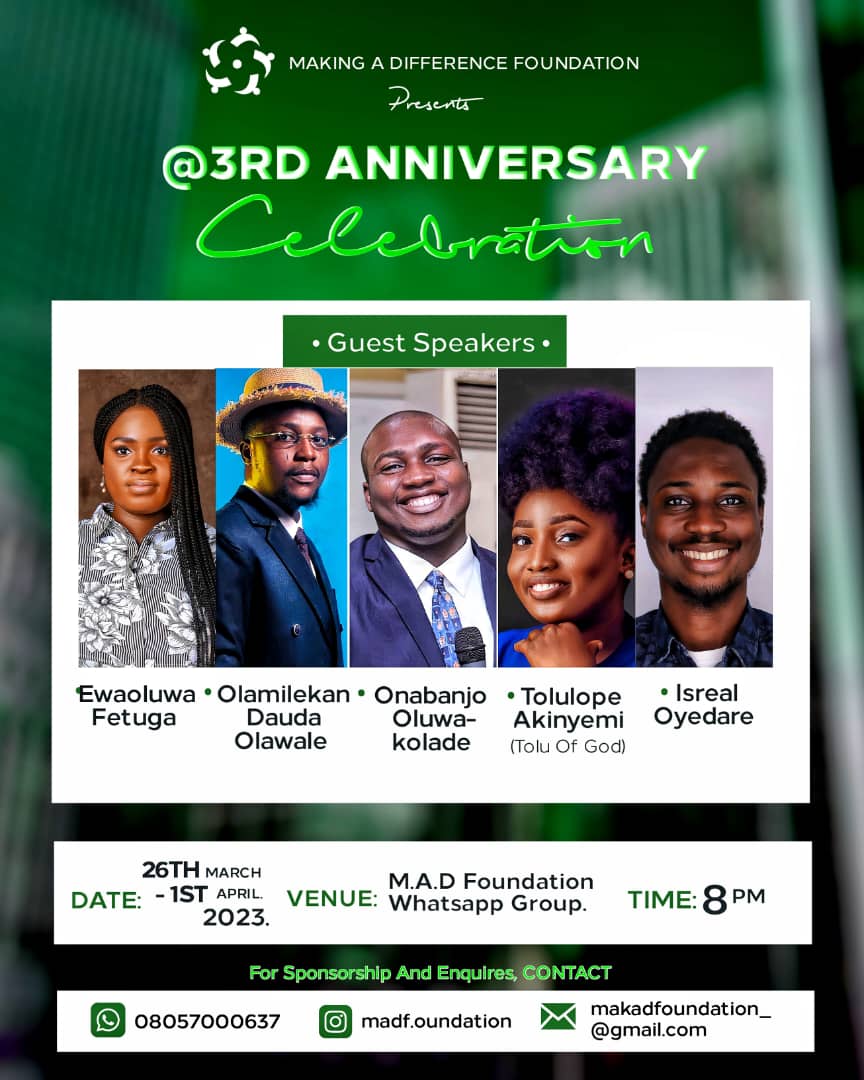 MAKING A DIFFERENCE FOUNDATION
Presents
@3RD ANNIVERSARY
Celebration
• Guest Speakers •
• Ewaoluwa
Fetuga
• Olamilekan
Dauda
Olawale
• Onabanjo
Oluwa-
kolade
• Tolulope
Akinyemi
(Tolu Of God)
• Isreal
Oyedare
DATE: 26TH MARCH
- 1ST APRIL.
2023.
VENUE: M.A.D Foundation
Whatsapp Group.
TIME: 8 PM
For Sponsorship And Enquires, CONTACT
08057000637
madf.oundation
makadfoundation_
@gmail.com